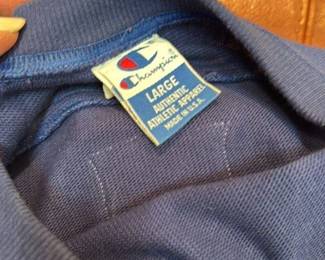 Champion
LARGE
AUTHENTIC
ATHLETIC APPAREL
MADE IN U.S.A.